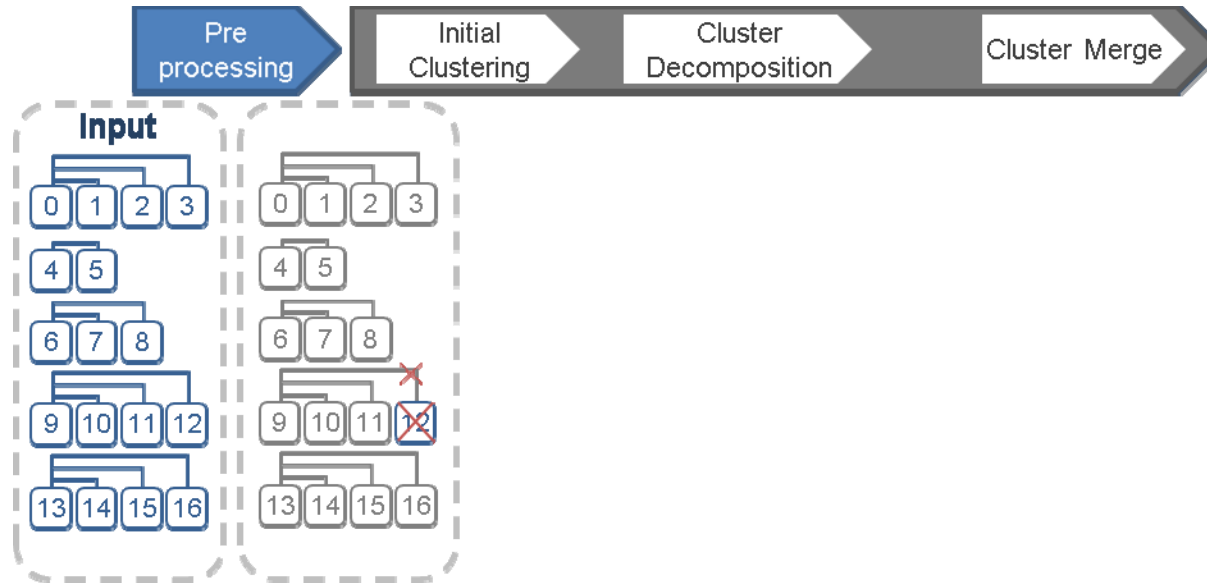 Pre
processing
Initial
Clustering
Cluster
Decomposition
Cluster Merge
Input
0 1 2 3
4 5
6 7 8
9 10 11 12
13 14 15 16
0 1 2 3
4 5
6 7 8
9 10 11 12
13 14 15 16